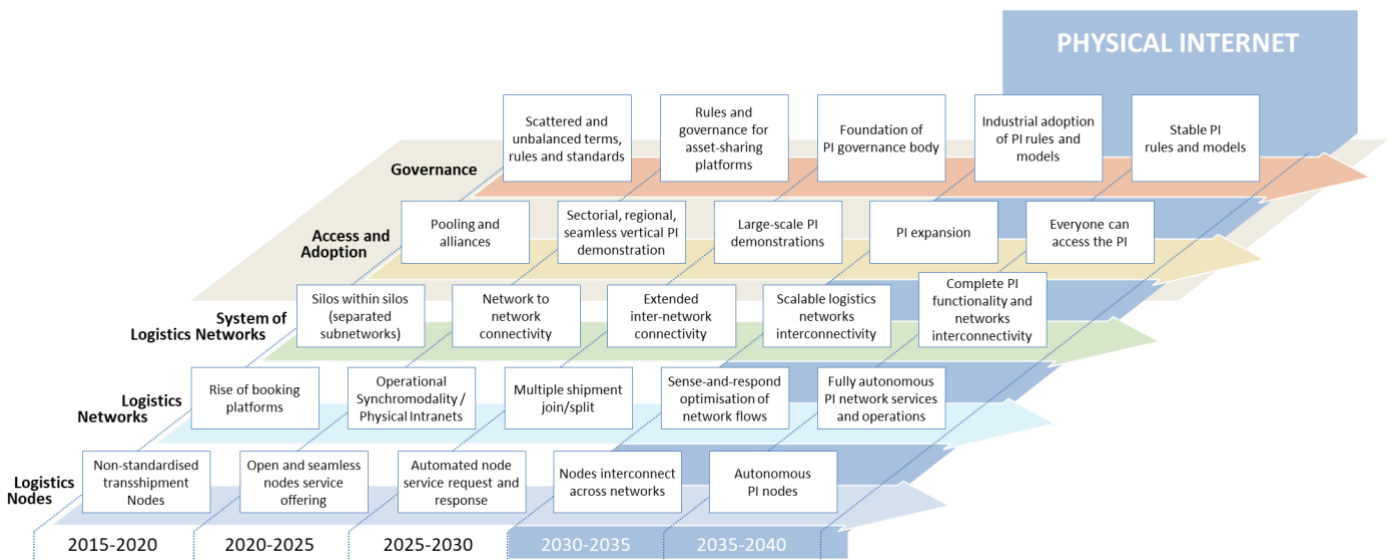 PHYSICAL INTERNET
Governance
Scattered and
unbalanced terms,
rules and standards
Rules and
governance for
asset-sharing
platforms
Foundation of
PI governance body
Industrial adoption
of PI rules and
models
Stable PI
rules and models
Access and
Adoption
Pooling and
alliances
Sectorial, regional,
seamless vertical PI
demonstration
Large-scale PI
demonstrations
PI expansion
Everyone can
access the PI
System of
Logistics Networks
Silos within silos
(separated
subnetworks)
Network to
network
connectivity
Extended
inter-network
connectivity
Scalable logistics
networks
interconnectivity
Complete PI
functionality and
networks
interconnectivity
Logistics
Networks
Rise of booking
platforms
Operational
Synchromodality /
Physical Intranets
Multiple shipment
join/split
Sense-and-respond
optimisation of
network flows
Fully autonomous
PI network services
and operations
Logistics
Nodes
Non-standardised
transshipment
Nodes
Open and seamless
nodes service
offering
Automated node
service request and
response
Nodes interconnect
across networks
Autonomous
PI nodes
2015-2020
2020-2025
2025-2030
2030-2035
2035-2040